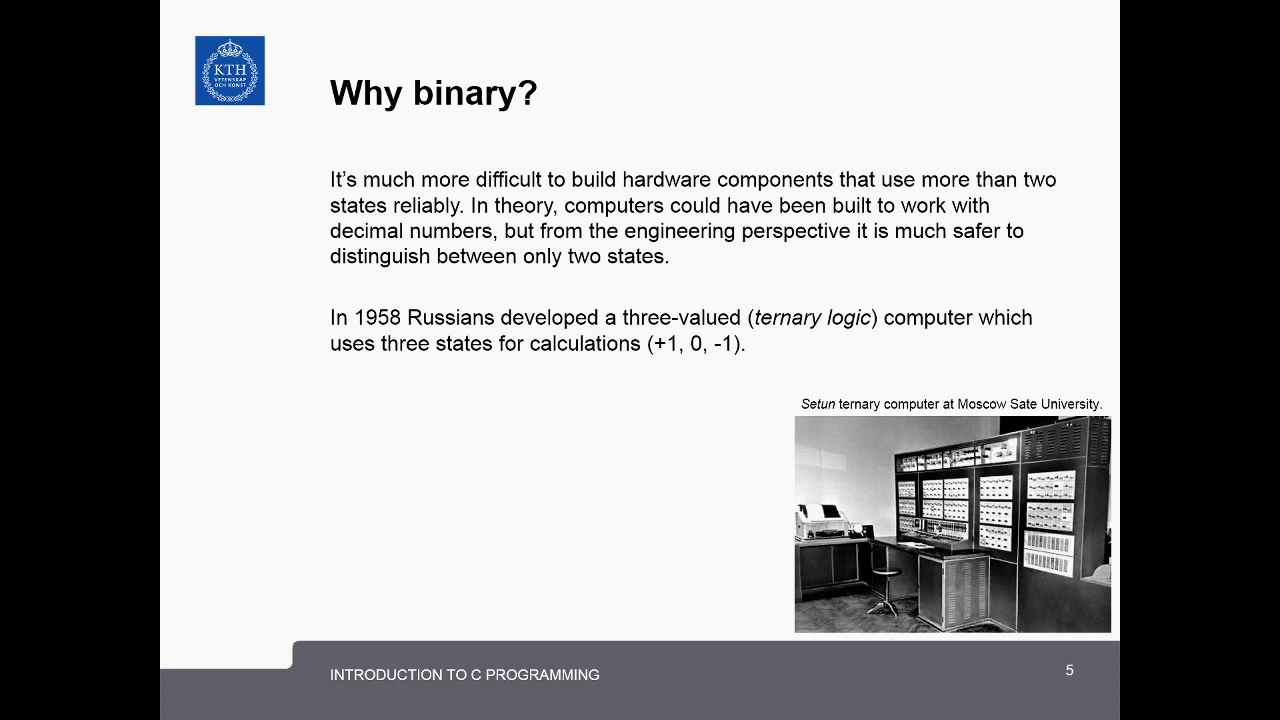 KTH
VETENSKAP
OCH KONST
Why binary?
It’s much more difficult to build hardware components that use more than two
states reliably. In theory, computers could have been built to work with
decimal numbers, but from the engineering perspective it is much safer to
distinguish between only two states.
In 1958 Russians developed a three-valued (ternary logic) computer which
uses three states for calculations (+1, 0, -1).
Setun ternary computer at Moscow Sate University.
INTRODUCTION TO C PROGRAMMING
5